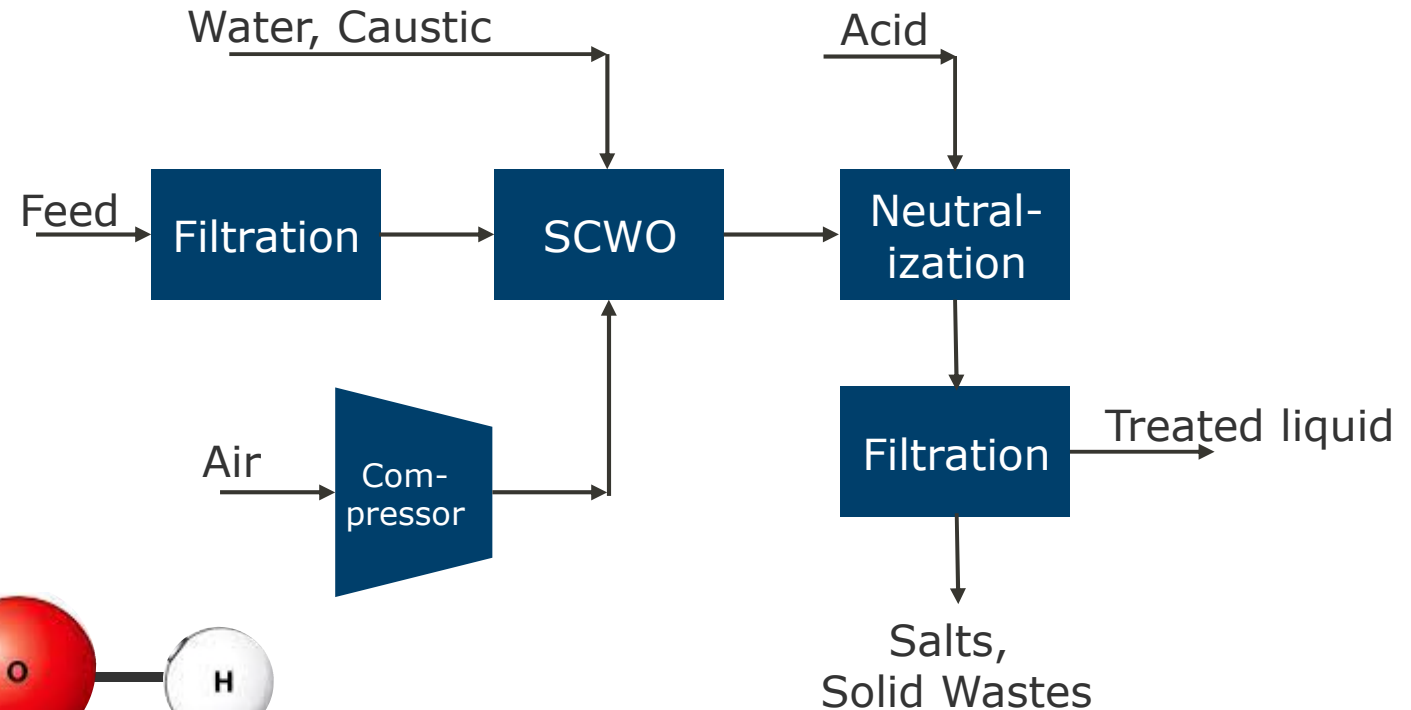 Water, Caustic
Acid
Feed
Filtration
SCWO
Neutral-
ization
Air
Com-
pressor
Filtration
Treated liquid
Salts,
Solid Wastes
O
H